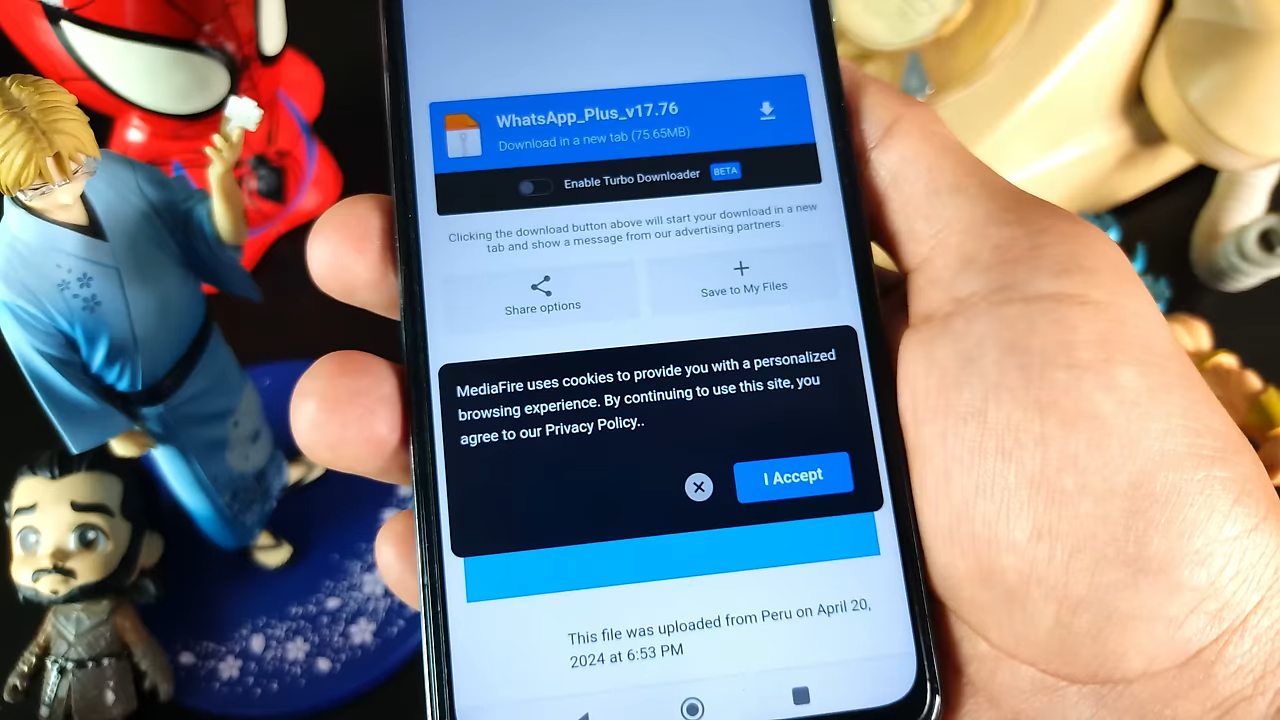 WhatsApp_Plus_v17.76
Download in a new tab (75.65MB)
Enable Turbo Downloader BETA
Clicking the download button above will start your download in a new
tab and show a message from our advertising partners.
Share options
Save to My Files
MediaFire uses cookies to provide you with a personalized
browsing experience. By continuing to use this site, you
agree to our Privacy Policy..
I Accept
This file was uploaded from Peru on April 20,
2024 at 6:53 PM